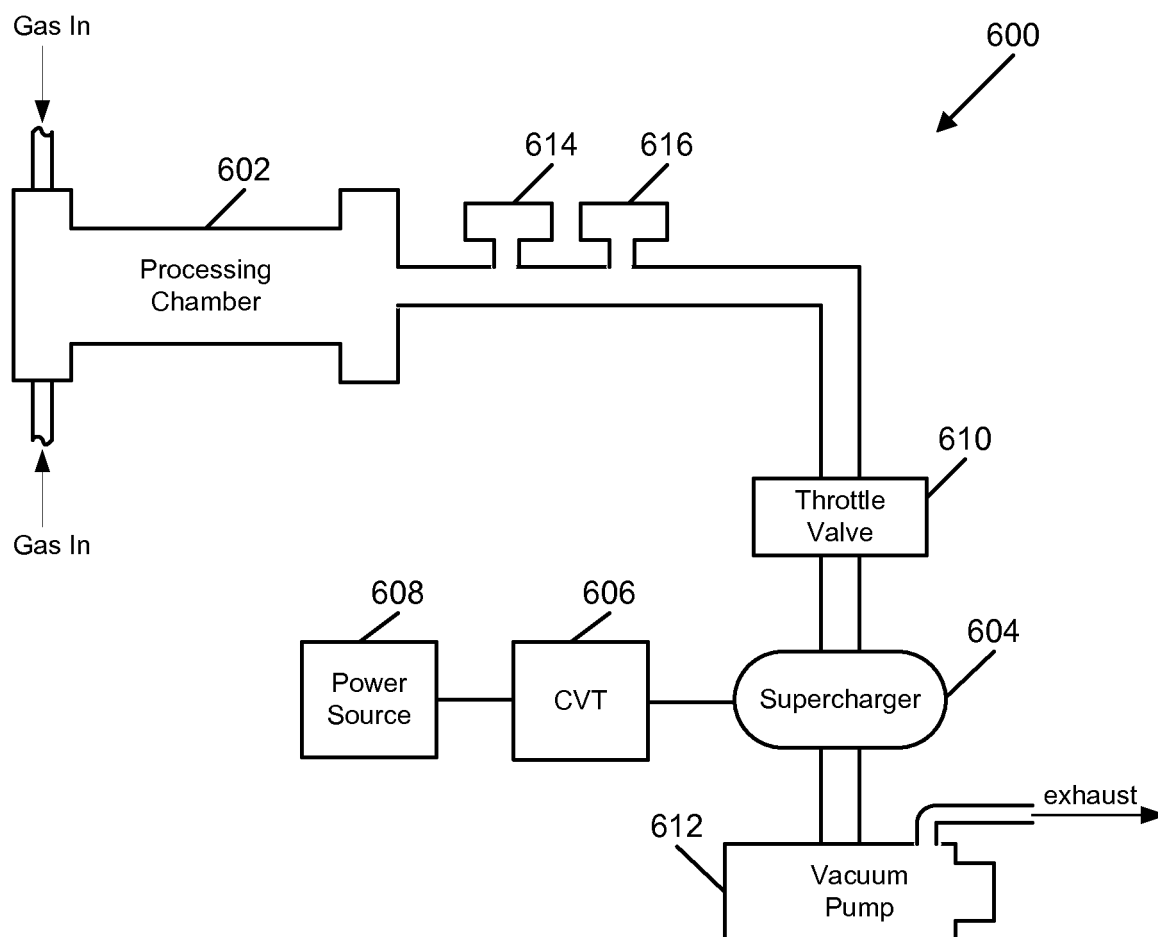 Gas In
600
614
616
602
Processing
Chamber
610
Throttle
Valve
Gas In
608
606
604
Power
Source
CVT
Supercharger
exhaust
612
Vacuum
Pump